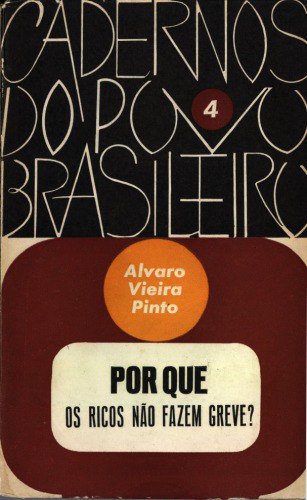 CADERNOS
DO POVO
4
BRASILEIRO
Alvaro
Vieira
Pinto
POR QUE
OS RICOS NÃO FAZEM GREVE?